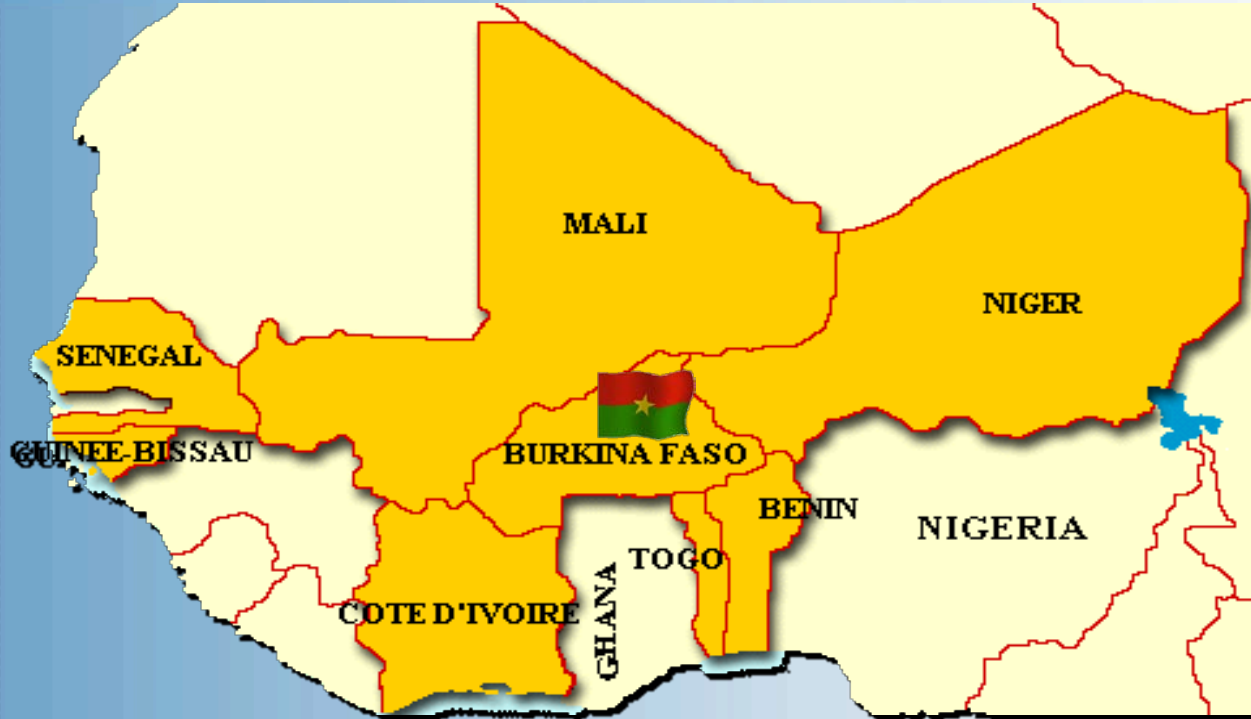 MALI
NIGER
SENEGAL
GUINEE-BISSAU
BURKINA FASO
BENIN
NIGERIA
TOGO
GHANA
COTE D'IVOIRE